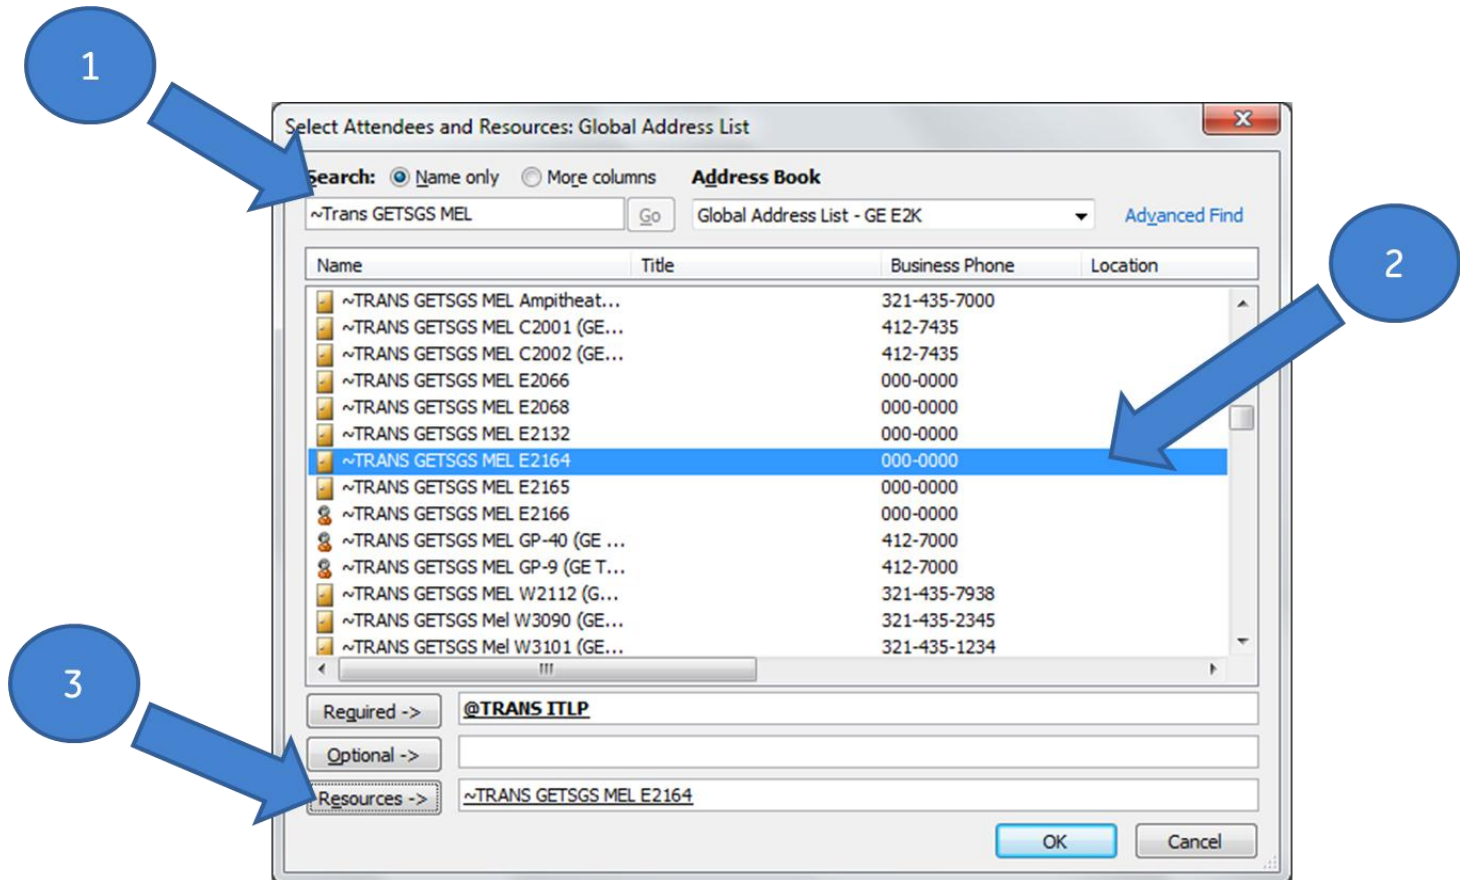 1
Select Attendees and Resources: Global Address List
Search: Name only More columns Address Book
~Trans GETSGS MEL Go Global Address List - GE E2K Advanced Find
2
Name Title Business Phone Location
~TRANS GETSGS MEL Ampitheat... 321-435-7000
~TRANS GETSGS MEL C2001 (GE... 412-7435
~TRANS GETSGS MEL C2002 (GE... 412-7435
~TRANS GETSGS MEL E2066 000-0000
~TRANS GETSGS MEL E2068 000-0000
~TRANS GETSGS MEL E2132 000-0000
~TRANS GETSGS MEL E2164 000-0000
~TRANS GETSGS MEL E2165 000-0000
~TRANS GETSGS MEL E2166 000-0000
~TRANS GETSGS MEL GP-40 (GE ... 412-7000
~TRANS GETSGS MEL GP-9 (GE T... 412-7000
~TRANS GETSGS MEL W2112 (G... 321-435-7938
~TRANS GETSGS Mel W3090 (GE... 321-435-2345
~TRANS GETSGS Mel W3101 (GE... 321-435-1234
3
Required -> @TRANS ITLP
Optional ->
Resources -> ~TRANS GETSGS MEL E2164
OK Cancel